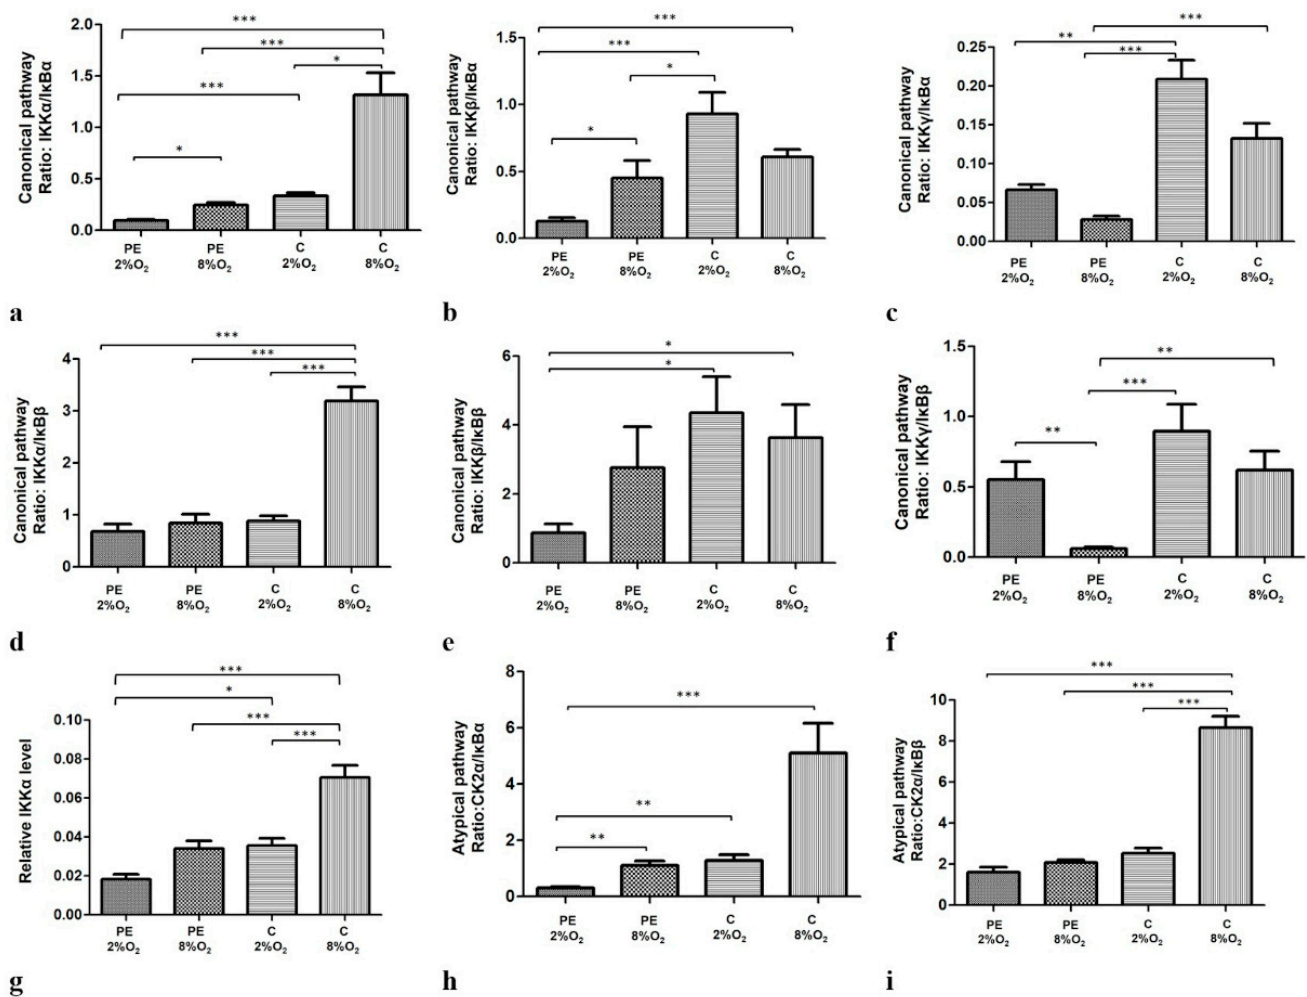 ***
***
*
***
*
2.0
1.5
1.0
0.5
0.0
Canonical pathway
Ratio: IKKα/IκBα
PE PE C C
2%O₂ 8%O₂ 2%O₂ 8%O₂
a
***
***
*
*
1.5
1.0
0.5
0.0
Canonical pathway
Ratio: IKKβ/IκBα
PE PE C C
2%O₂ 8%O₂ 2%O₂ 8%O₂
b
***
**
***
0.25
0.20
0.15
0.10
0.05
0.00
Canonical pathway
Ratio: IKKγ/IκBα
PE PE C C
2%O₂ 8%O₂ 2%O₂ 8%O₂
c
***
***
***
4
3
2
1
0
Canonical pathway
Ratio: IKKα/IκBβ
PE PE C C
2%O₂ 8%O₂ 2%O₂ 8%O₂
d
*
*
6
4
2
0
Canonical pathway
Ratio: IKKβ/IκBβ
PE PE C C
2%O₂ 8%O₂ 2%O₂ 8%O₂
e
**
***
**
1.5
1.0
0.5
0.0
Canonical pathway
Ratio: IKKγ/IκBβ
PE PE C C
2%O₂ 8%O₂ 2%O₂ 8%O₂
f
***
*
***
***
0.10
0.08
0.06
0.04
0.02
0.00
Relative IKKα level
PE PE C C
2%O₂ 8%O₂ 2%O₂ 8%O₂
g
***
**
**
8
6
4
2
0
Atypical pathway
Ratio:CK2α/IκBα
PE PE C C
2%O₂ 8%O₂ 2%O₂ 8%O₂
h
***
***
***
10
8
6
4
2
0
Atypical pathway
Ratio:CK2α/IκBβ
PE PE C C
2%O₂ 8%O₂ 2%O₂ 8%O₂
i